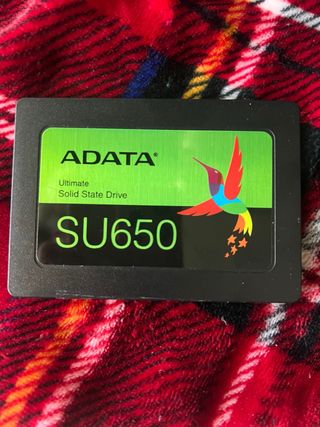 ADATA®
Ultimate
Solid State Drive
SU650